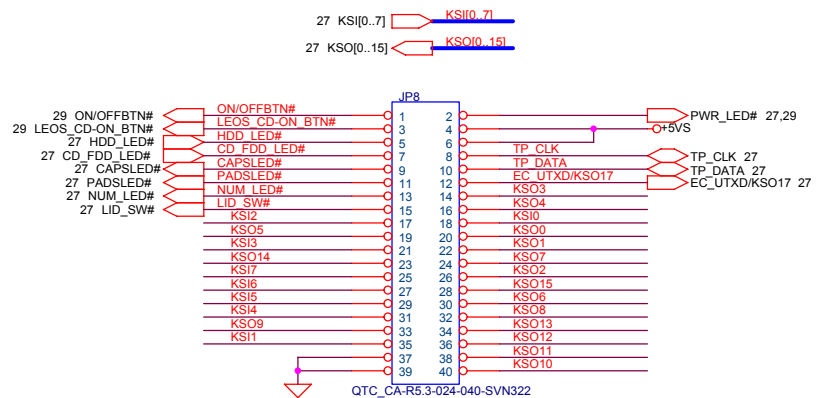 27 KSI[0..7] KSI[0..7]
27 KSO[0..15] KSO[0..15]
JP8
29 ON/OFFBTN# ON/OFFBTN# 1 2 PWR_LED# 27,29
29 LEOS_CD-ON_BTN# LEOS_CD-ON_BTN# 3 4 +5VS
27 HDD_LED# HDD_LED# 5 6
27 CD_FDD_LED# CD_FDD_LED# 7 8 TP_CLK TP_CLK 27
27 CAPSLED# CAPSLED# 9 10 TP_DATA TP_DATA 27
27 PADSLED# PADSLED# 11 12 EC_UTXD/KSO17 EC_UTXD/KSO17 27
27 NUM_LED# NUM_LED# 13 14 KSO3
27 LID_SW# LID_SW# 15 16 KSO4
KSI2 17 18 KSI0
KSO5 19 20 KSO0
KSI3 21 22 KSO1
KSO14 23 24 KSO7
KSI7 25 26 KSO2
KSI6 27 28 KSO15
KSI5 29 30 KSO6
KSI4 31 32 KSO8
KSO9 33 34 KSO13
KSI1 35 36 KSO12
37 38 KSO11
39 40 KSO10
QTC_CA-R5.3-024-040-SVN322